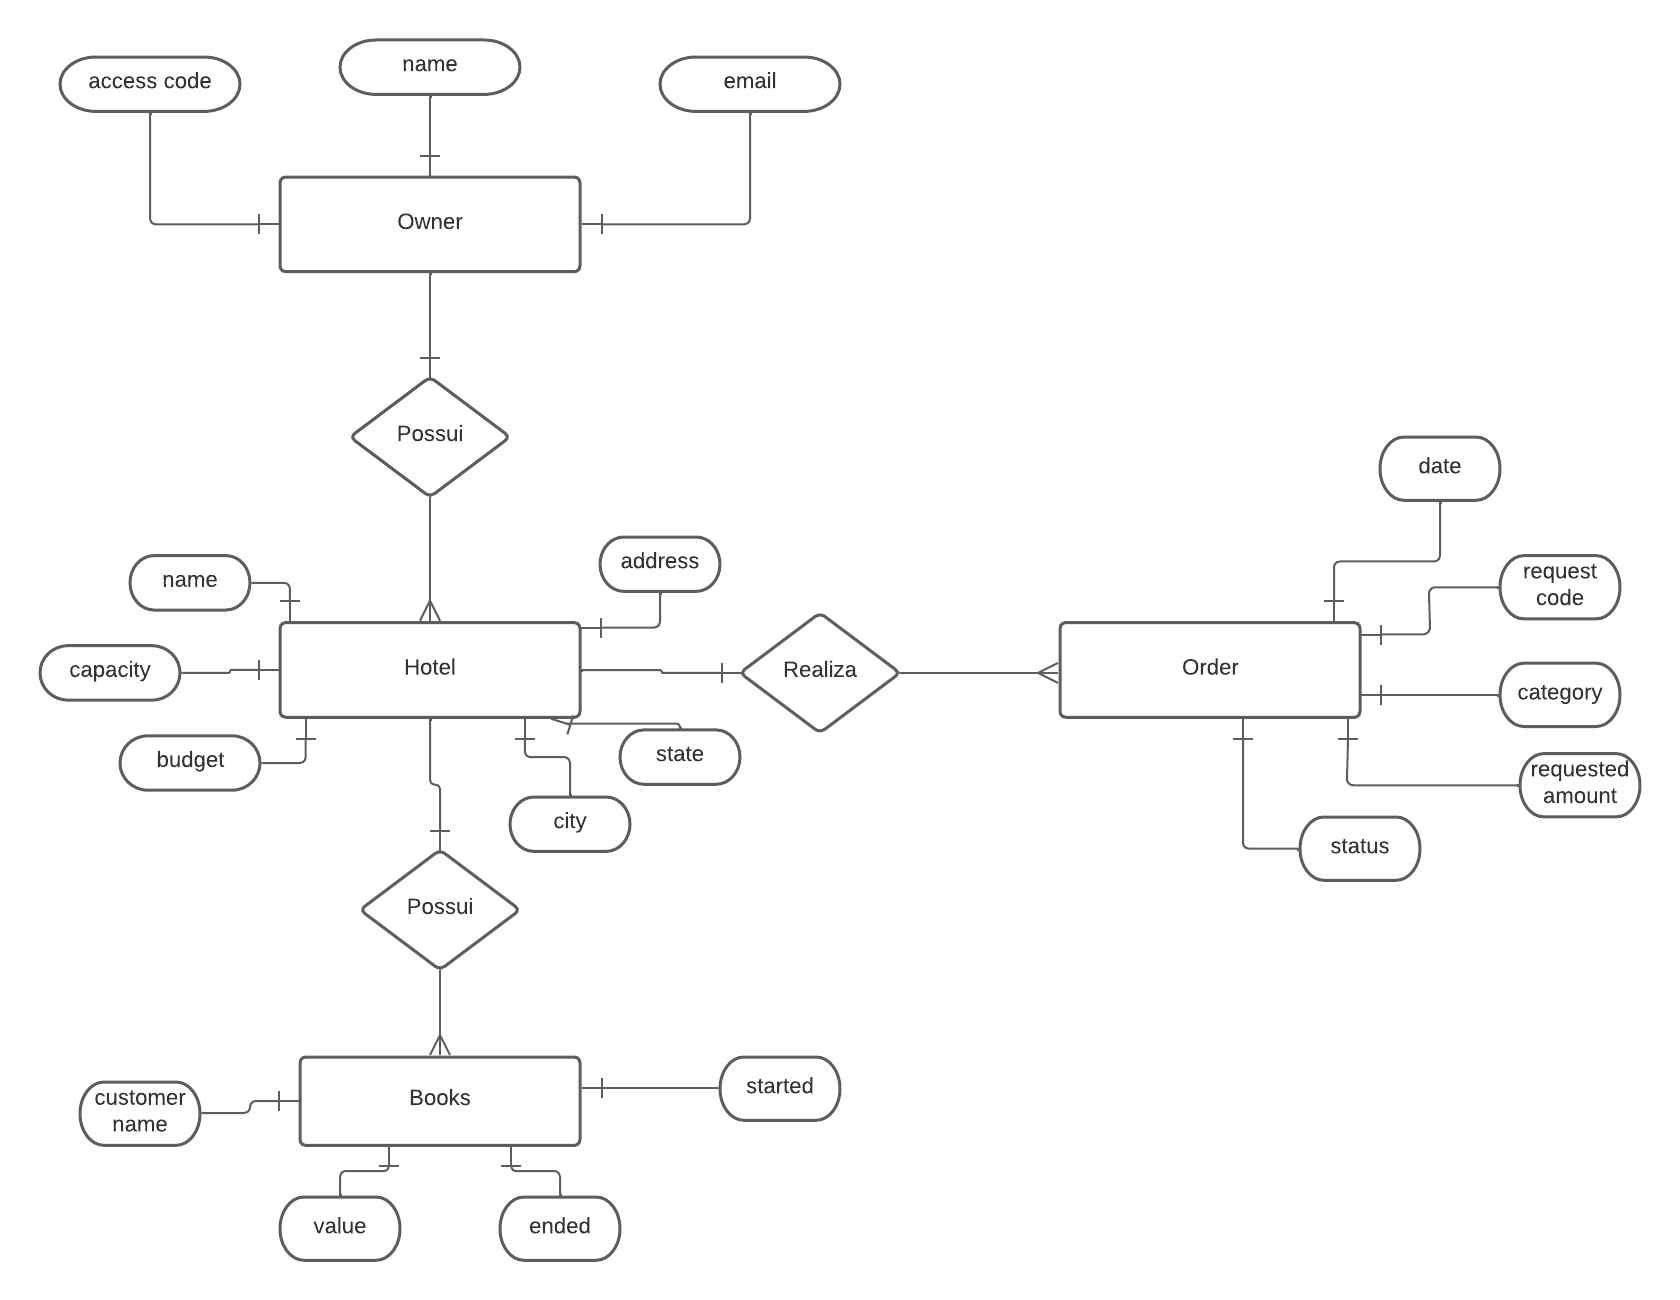 access code
name
email
Owner
Possui
date
name
address
request
code
capacity
Hotel
Realiza
Order
category
budget
state
requested
amount
city
status
Possui
customer
name
Books
started
value
ended